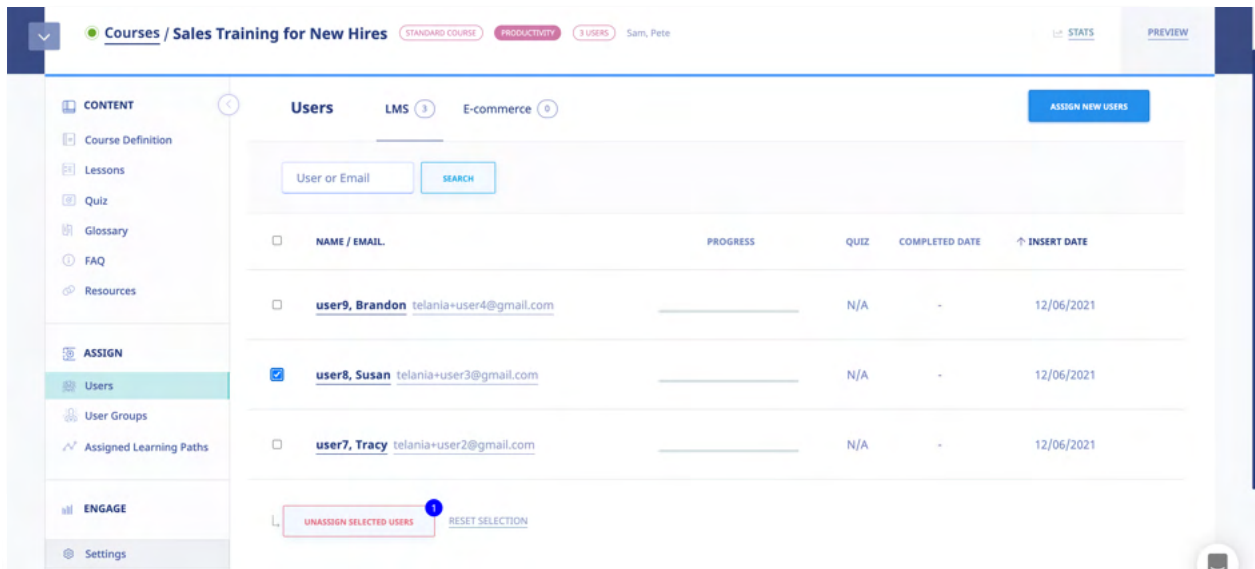 Courses / Sales Training for New Hires STANDARD COURSE PRODUCTIVITY 3 USERS Sam, Pete STATS PREVIEW
CONTENT
Course Definition
Lessons
Quiz
Glossary
FAQ
Resources
ASSIGN
Users
User Groups
Assigned Learning Paths
ENGAGE
Settings
Users LMS 3 E-commerce 0 ASSIGN NEW USERS
User or Email SEARCH
NAME / EMAIL. PROGRESS QUIZ COMPLETED DATE ↑ INSERT DATE
user9, Brandon telania+user4@gmail.com N/A - 12/06/2021
user8, Susan telania+user3@gmail.com N/A - 12/06/2021
user7, Tracy telania+user2@gmail.com N/A - 12/06/2021
UNASSIGN SELECTED USERS 1 RESET SELECTION